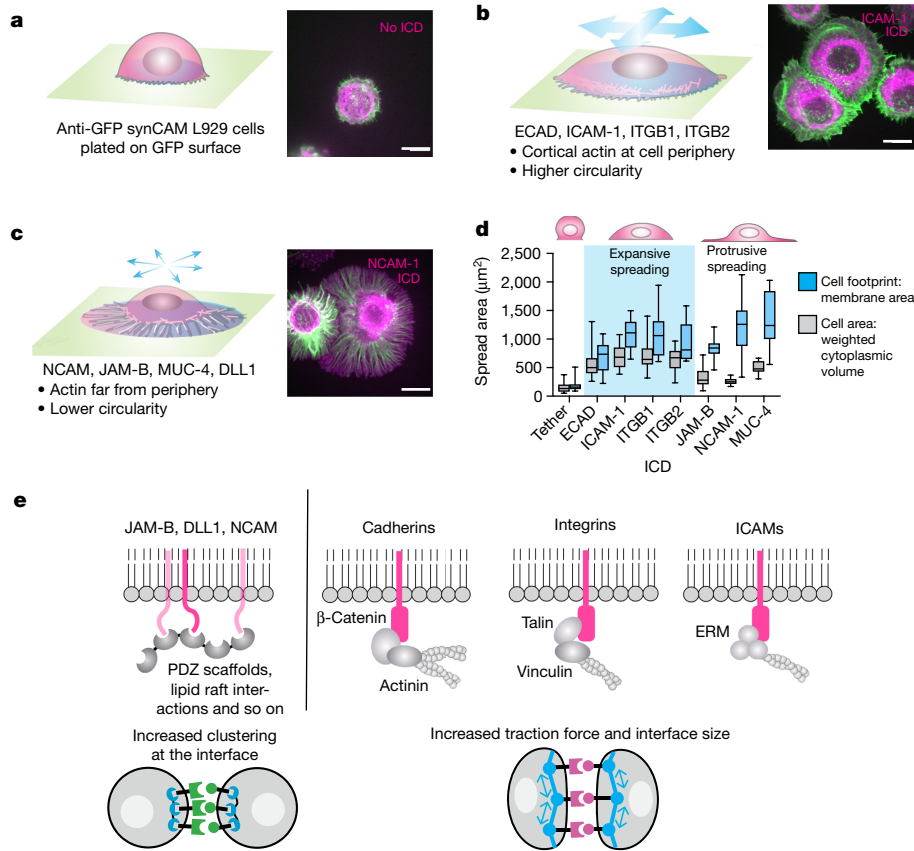 a
No ICD
Anti-GFP synCAM L929 cells
plated on GFP surface
b
ICAM-1
ICD
ECAD, ICAM-1, ITGB1, ITGB2
• Cortical actin at cell periphery
• Higher circularity
c
NCAM-1
ICD
NCAM, JAM-B, MUC-4, DLL1
• Actin far from periphery
• Lower circularity
d
Expansive
spreading
Protrusive
spreading
Spread area (μm²)
2,500
2,000
1,500
1,000
500
0
Tether
ECAD
ICAM-1
ITGB1
ITGB2
JAM-B
NCAM-1
MUC-4
ICD
Cell footprint:
membrane area
Cell area:
weighted
cytoplasmic
volume
e
JAM-B, DLL1, NCAM
PDZ scaffolds,
lipid raft inter-
actions and so on
Increased clustering
at the interface
Cadherins
β-Catenin
Actinin
Integrins
Talin
Vinculin
ICAMs
ERM
Increased traction force and interface size